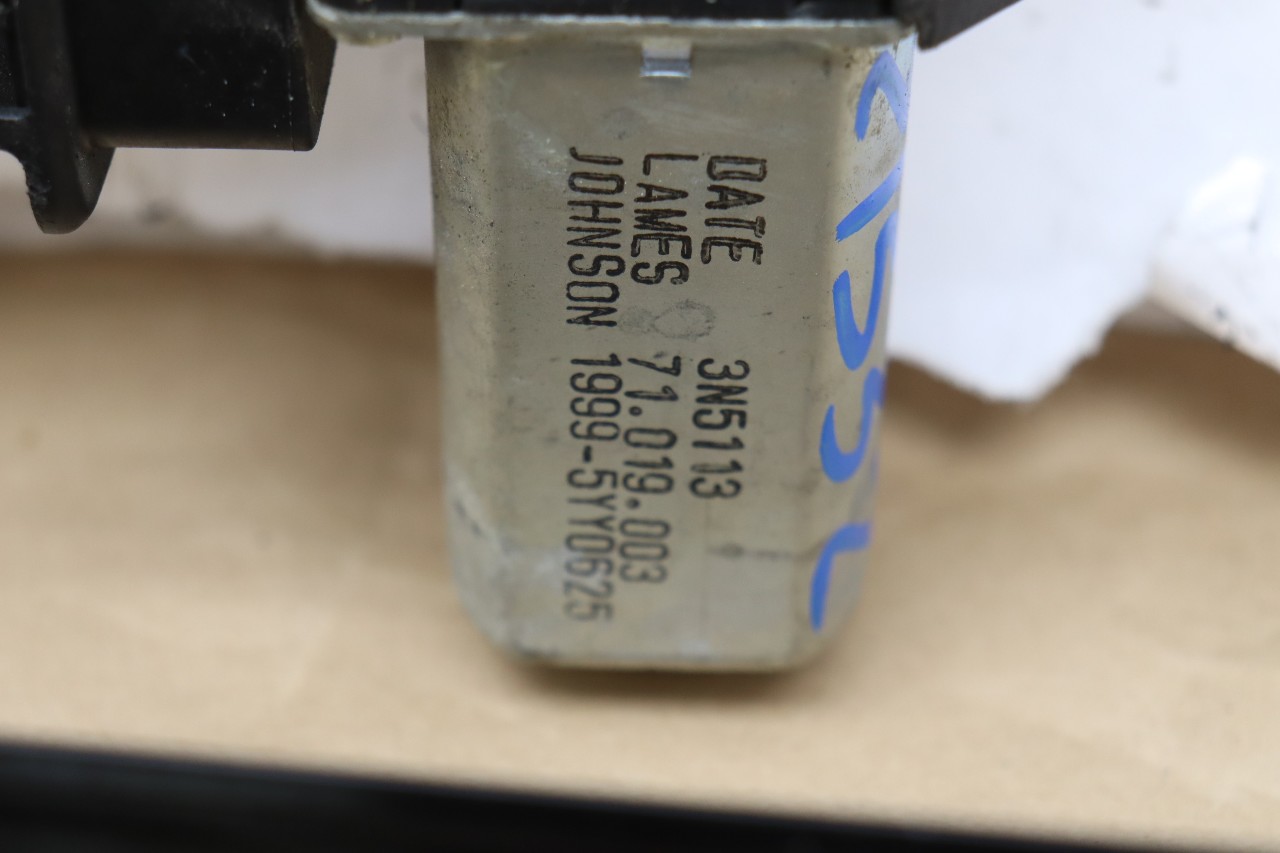 DATE 3N5113
LAMES 71.019.003
JOHNSON 1999-5YY0625